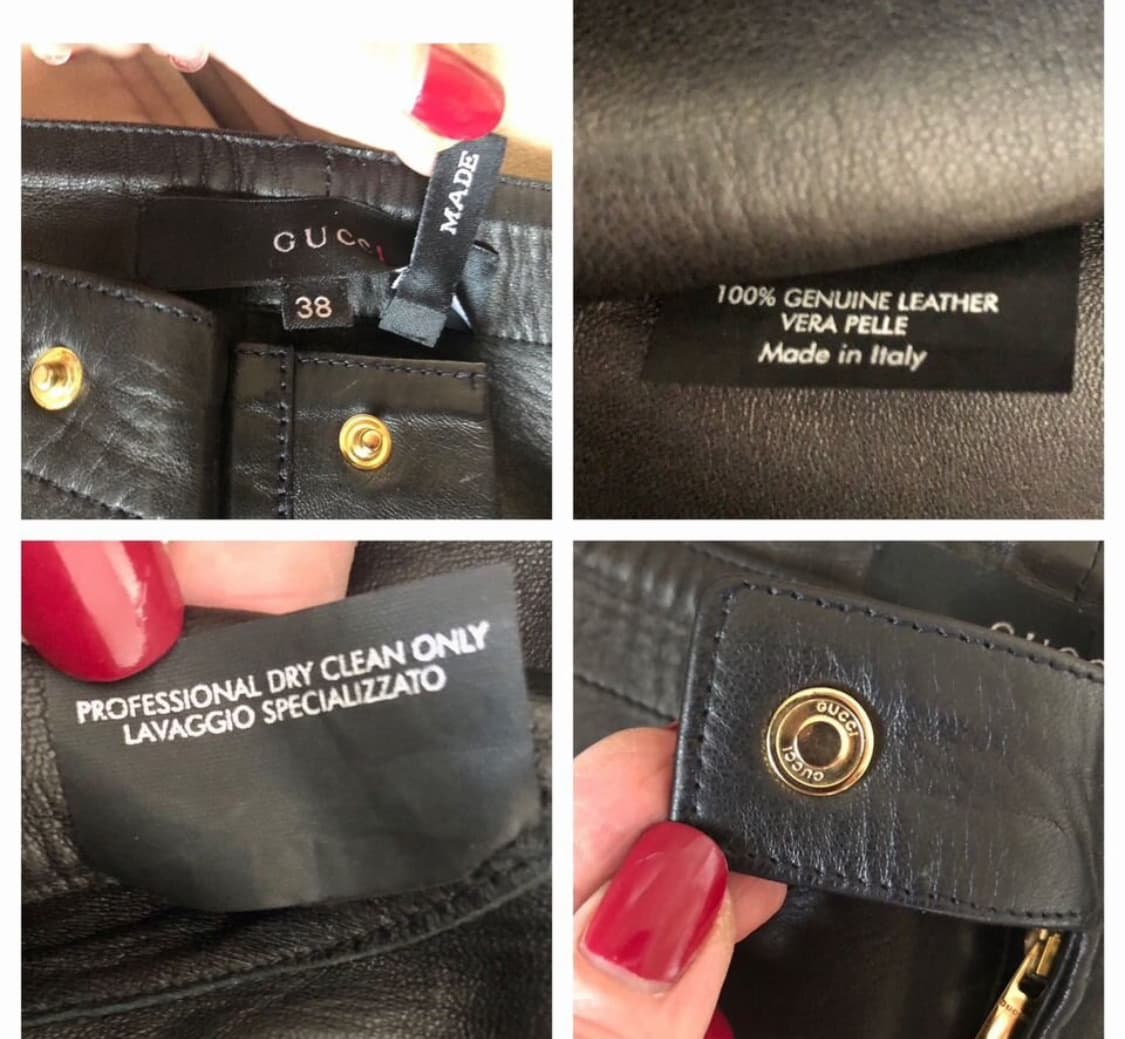 GUCCI
MADE
38
100% GENUINE LEATHER
VERA PELLE
Made in Italy
PROFESSIONAL DRY CLEAN ONLY
LAVAGGIO SPECIALIZZATO
GUCCI
GUCCI
GUCCI